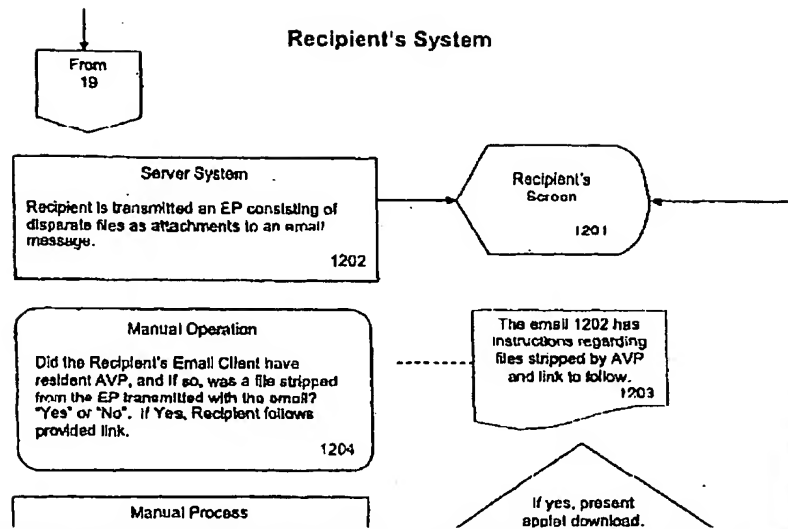 Recipient's System
From
19
Server System
Recipient is transmitted an EP consisting of
disparate files as attachments to an email
message.
1202
Recipient's
Screen
1201
Manual Operation
Did the Recipient's Email Client have
resident AVP, and if so, was a file stripped
from the EP transmitted with the email?
"Yes" or "No". If Yes, Recipient follows
provided link.
1204
The email 1202 has
instructions regarding
files stripped by AVP
and link to follow.
1203
Manual Process
If yes, present
applet download.